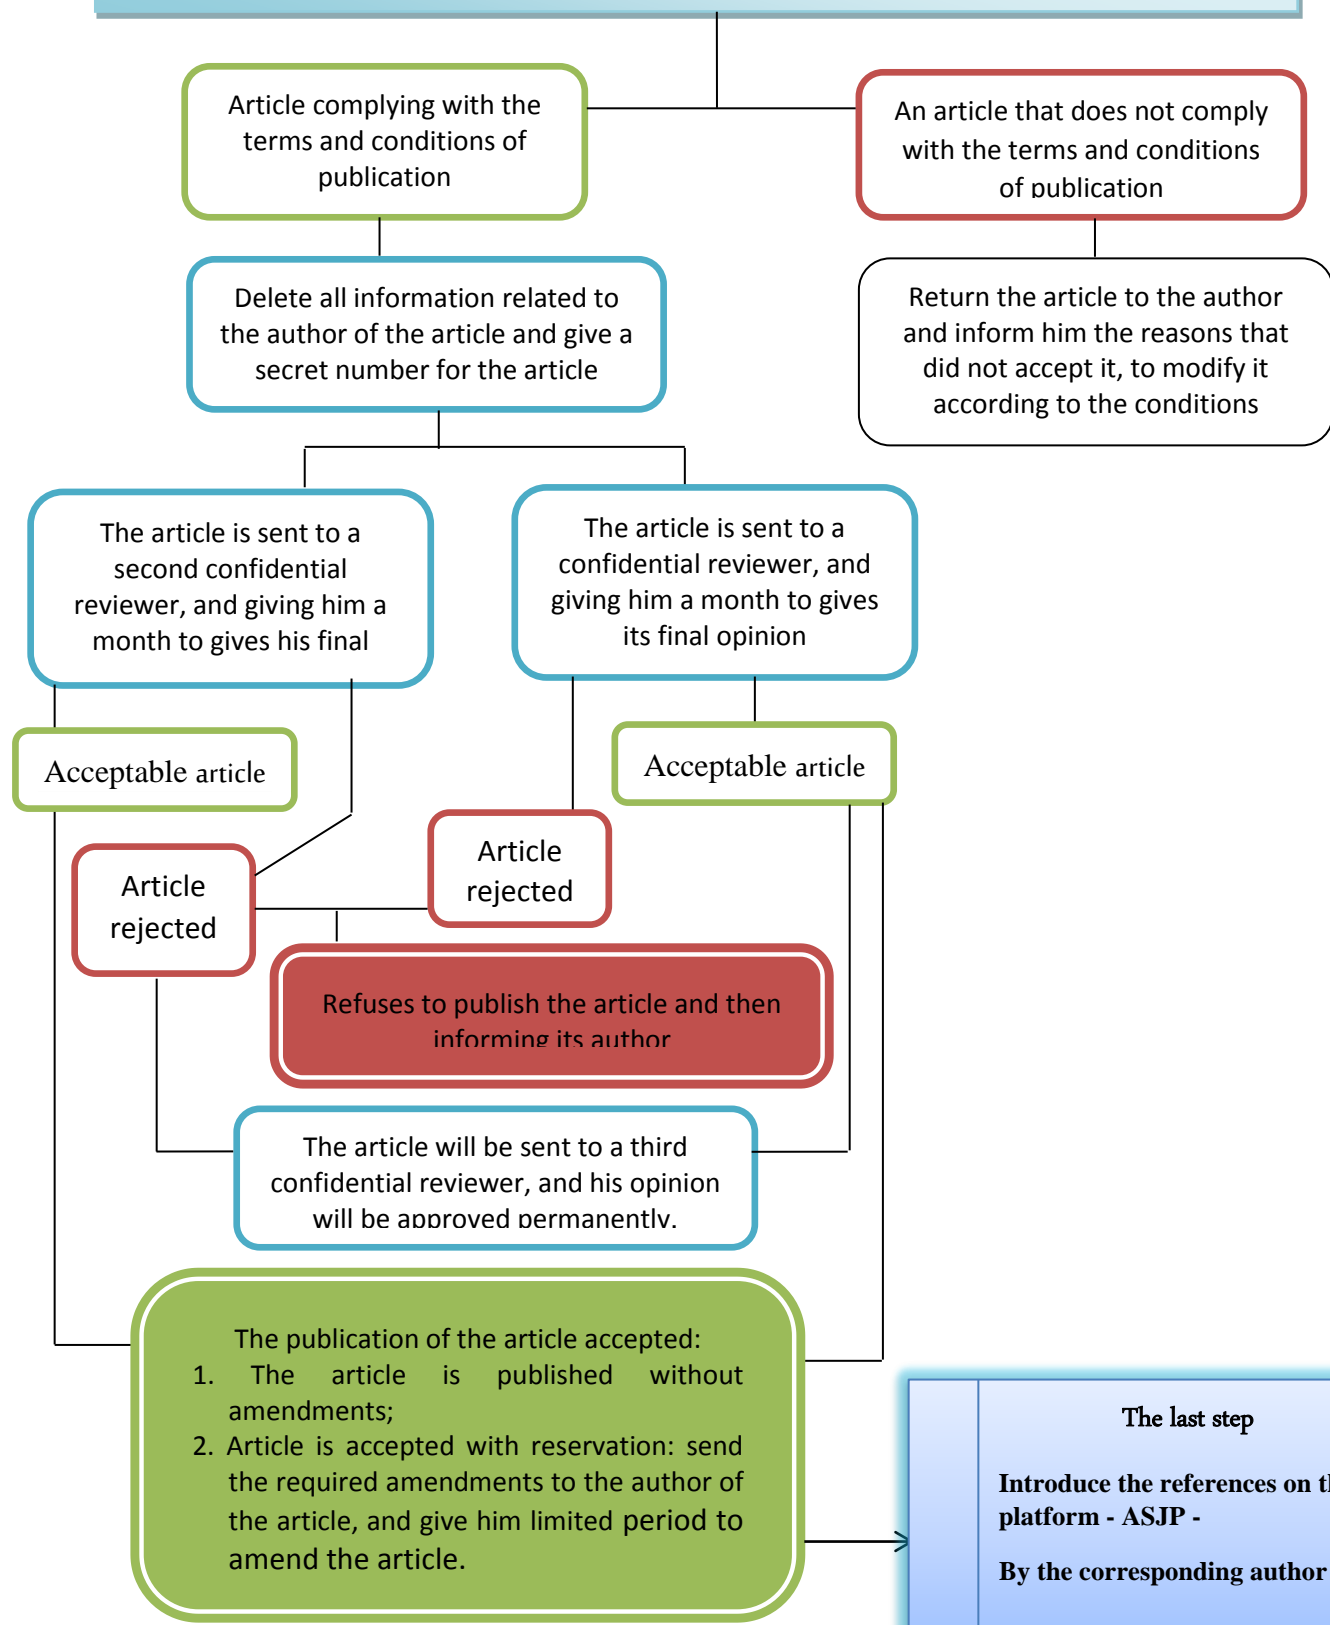 Article complying with the
terms and conditions of
publication
An article that does not comply
with the terms and conditions
of publication
Delete all information related to
the author of the article and give a
secret number for the article
Return the article to the author
and inform him the reasons that
did not accept it, to modify it
according to the conditions
The article is sent to a
second confidential
reviewer, and giving him a
month to gives his final
The article is sent to a
confidential reviewer, and
giving him a month to gives
its final opinion
Acceptable article
Acceptable article
Article
rejected
Article
rejected
Refuses to publish the article and then
informing its author
The article will be sent to a third
confidential reviewer, and his opinion
will be approved permanently.
The publication of the article accepted:
1. The article is published without
amendments;
2. Article is accepted with reservation: send
the required amendments to the author of
the article, and give him limited period to
amend the article.
The last step
Introduce the references on
platform - ASJP -
By the corresponding author